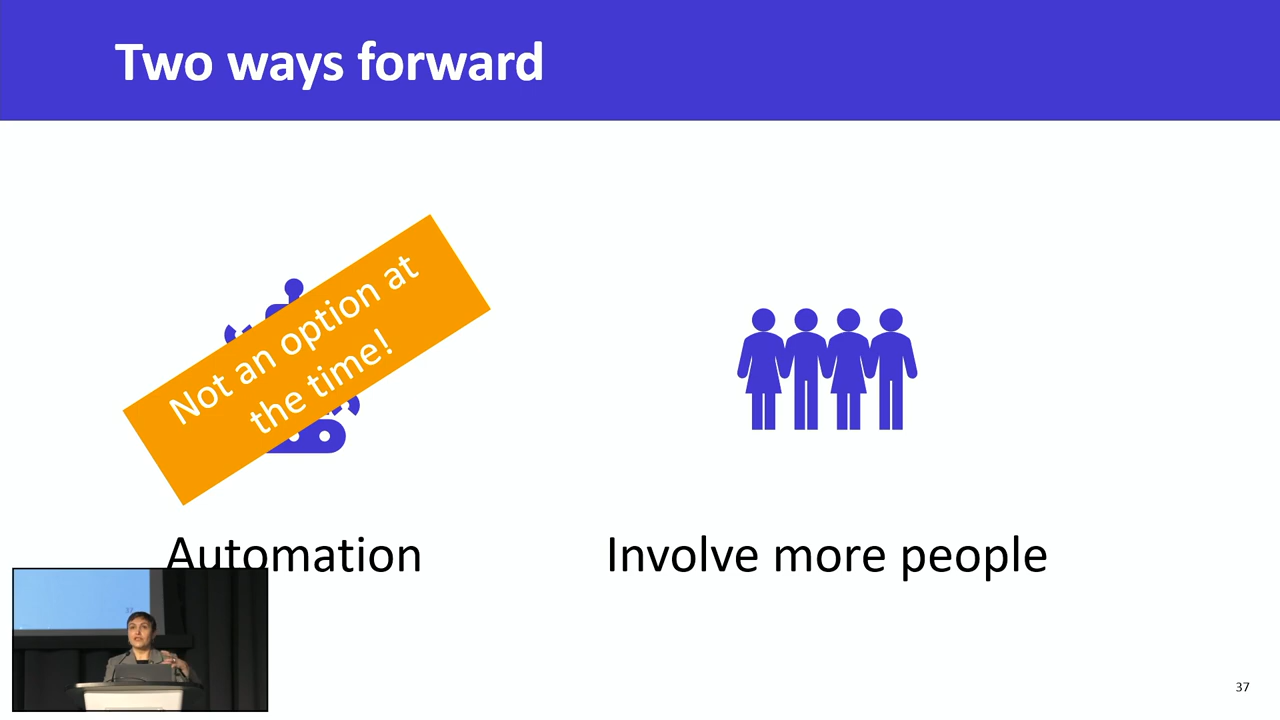 Two ways forward
Not an option at
the time!
Automation
Involve more people
37